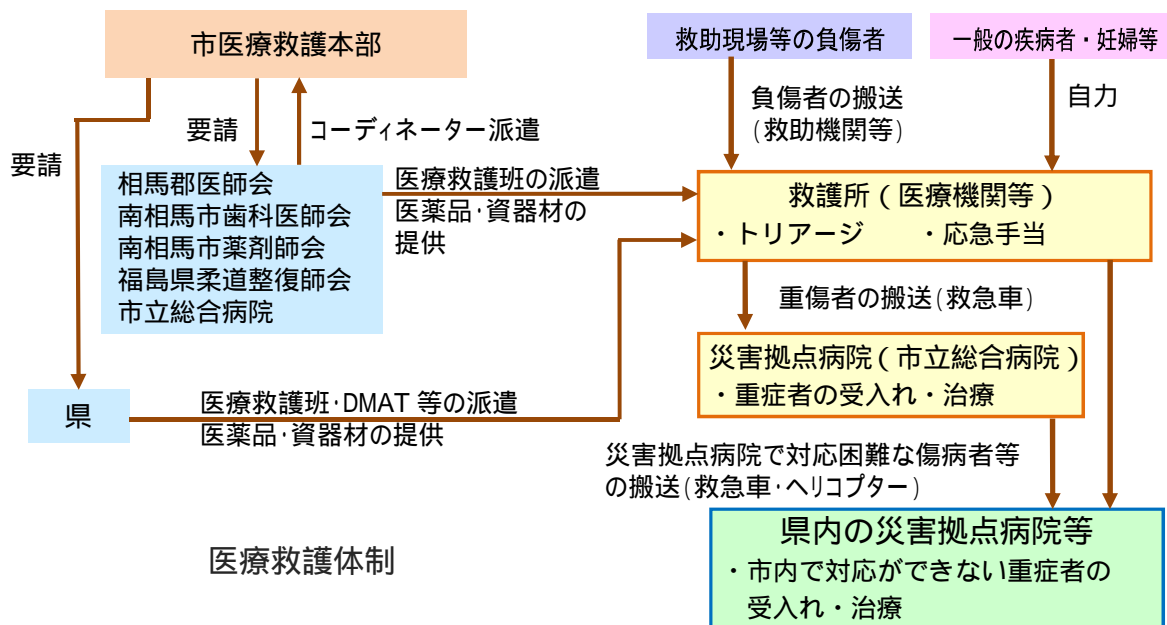 市医療救護本部
救助現場等の負傷者
一般の疾病者・妊婦等
要請
要請
コーディネーター派遣
負傷者の搬送
(救助機関等)
自力
相馬郡医師会
南相馬市歯科医師会
南相馬市薬剤師会
福島県柔道整復師会
市立総合病院
医療救護班の派遣
医薬品・資器材の
提供
救護所(医療機関等)
・トリアージ　・応急手当
重傷者の搬送(救急車)
災害拠点病院(市立総合病院)
・重症者の受入れ・治療
県
医療救護班・DMAT 等の派遣
医薬品・資器材の提供
災害拠点病院で対応困難な傷病者等
の搬送(救急車・ヘリコプター)
県内の災害拠点病院等
・市内で対応ができない重症者の
受入れ・治療
医療救護体制